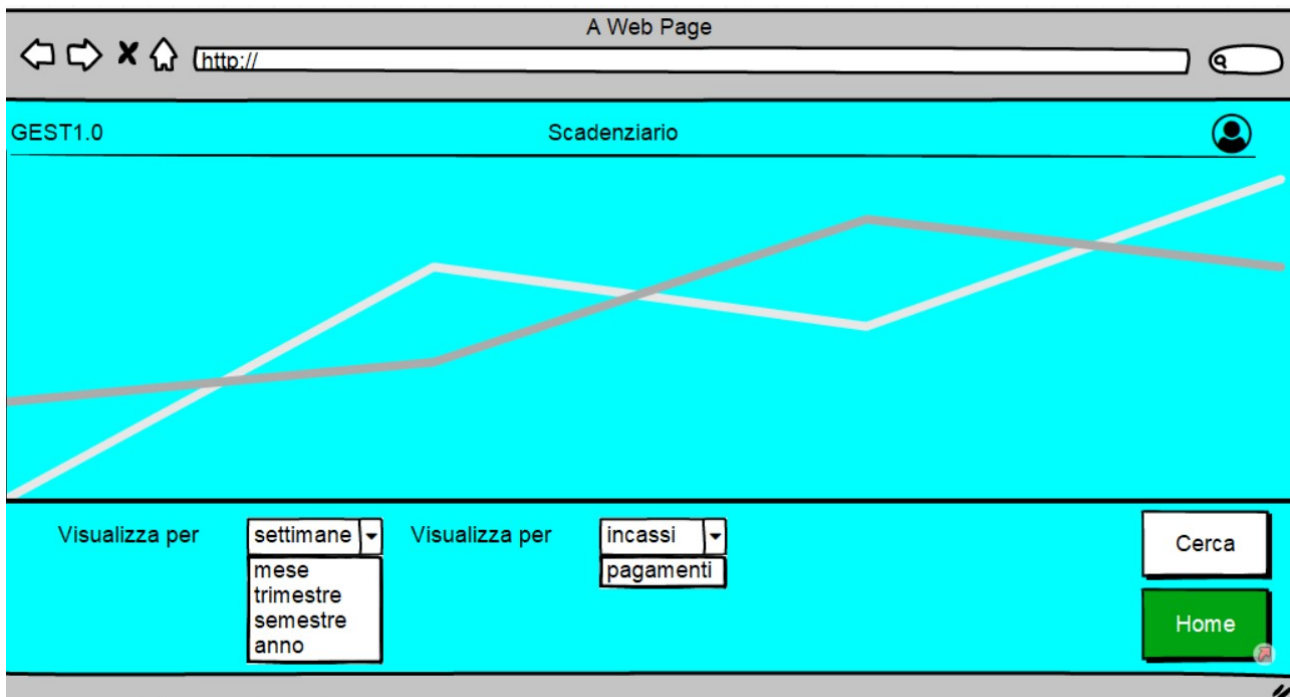 A Web Page
http://
GEST1.0
Scadenziario
Visualizza per
settimane
mese
trimestre
semestre
anno
Visualizza per
incassi
pagamenti
Cerca
Home